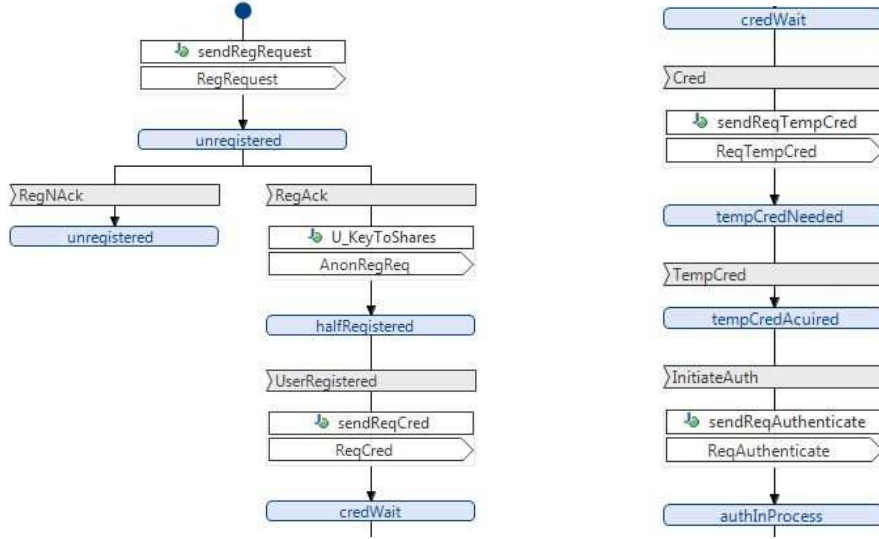 sendRegRequest
RegRequest
unregistered
RegNAck
unregistered
RegAck
U_KeyToShares
AnonRegReq
halfRegistered
UserRegistered
sendReqCred
ReqCred
credWait
credWait
Cred
sendReqTempCred
ReqTempCred
tempCredNeeded
TempCred
tempCredAcuired
InitiateAuth
sendReqAuthenticate
ReqAuthenticate
authInProcess